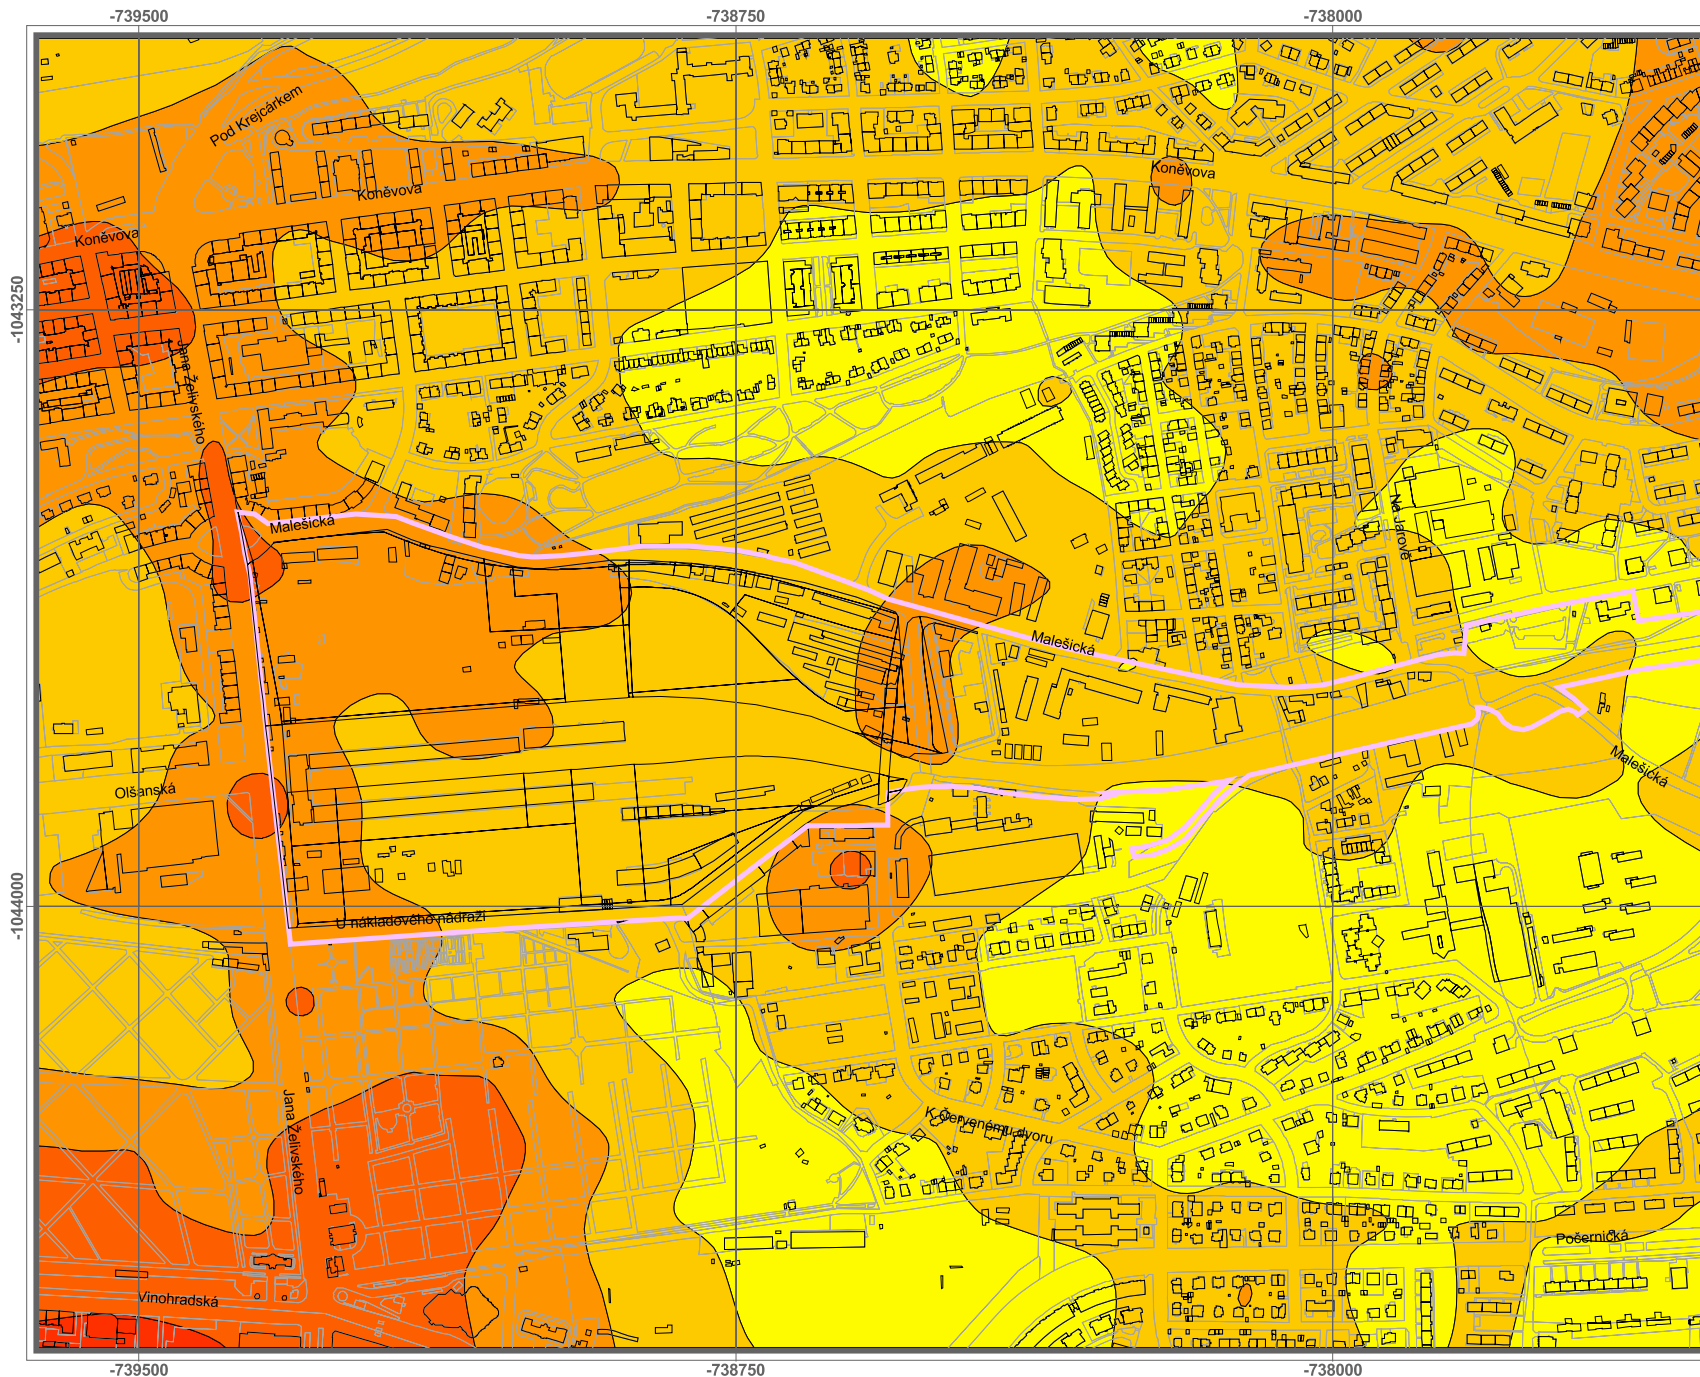 -739500
-738750
-738000
Pod Krejcárkem
Koněvova
Koněvova
Koněvova
-1043250
Jana Želivského
Malešická
Na Jarově
Malešická
Malešická
Olšanská
-1044000
U nákladového nádraží
Jana Želivského
K Červenému dvoru
Počernická
Vinohradská
-739500
-738750
-738000